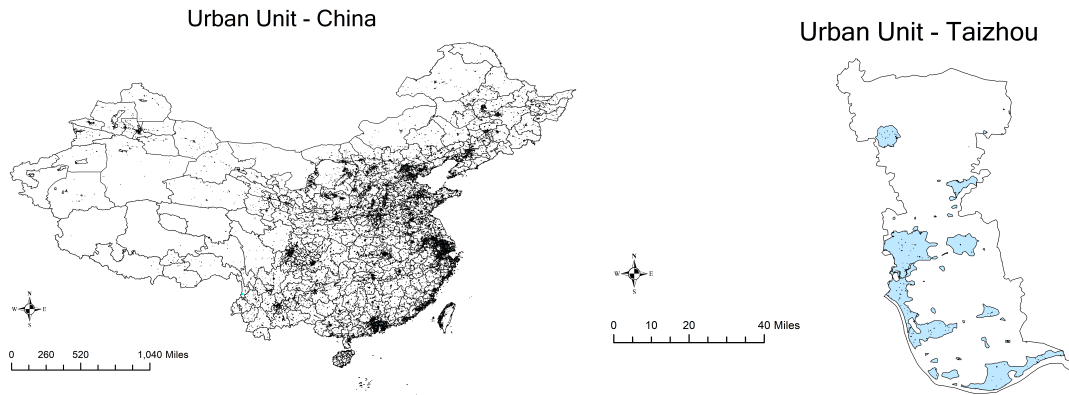 Urban Unit - China
Urban Unit - Taizhou
N
W E
S
0 260 520 1,040 Miles
N
W E
S
0 10 20 40 Miles